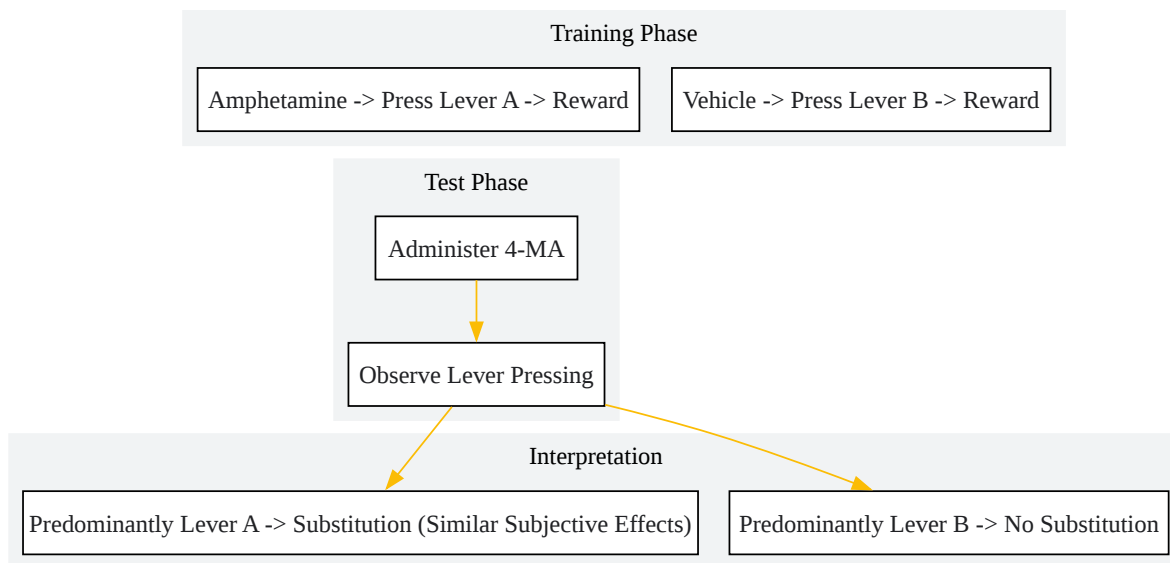 Training Phase
Amphetamine -> Press Lever A -> Reward
Vehicle -> Press Lever B -> Reward
Test Phase
Administer 4-MA
Observe Lever Pressing
Interpretation
Predominantly Lever A -> Substitution (Similar Subjective Effects)
Predominantly Lever B -> No Substitution